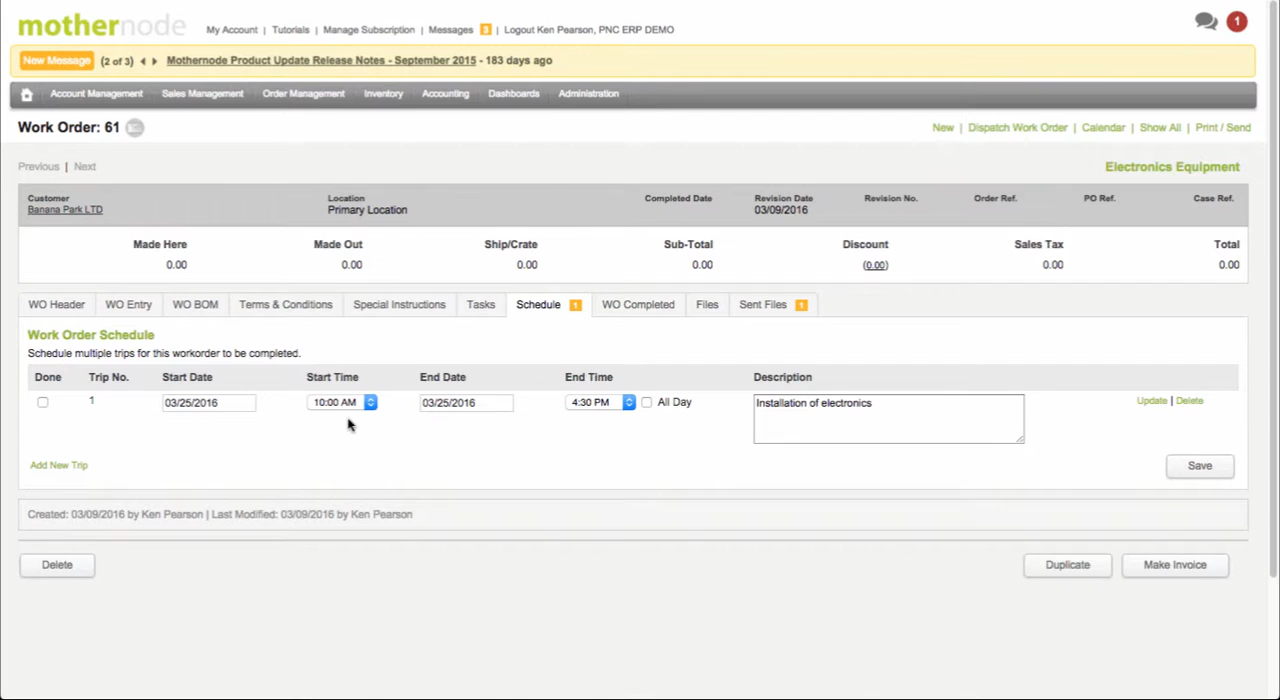 mothernode My Account | Tutorials | Manage Subscription | Messages 3 | Logout Ken Pearson, PNC ERP DEMO 1
New Message (2 of 3) Mothernode Product Update Release Notes - September 2015 - 183 days ago
Account Management Sales Management Order Management Inventory Accounting Dashboards Administration
Work Order: 61 New | Dispatch Work Order | Calendar | Show All | Print / Send
Previous | Next Electronics Equipment
Customer Location Completed Date Revision Date Revision No. Order Ref. PO Ref. Case Ref.
Banana Park LTD Primary Location 03/09/2016
Made Here Made Out Ship/Crate Sub-Total Discount Sales Tax Total
0.00 0.00 0.00 0.00 (0.00) 0.00 0.00
WO Header WO Entry WO BOM Terms & Conditions Special Instructions Tasks Schedule 1 WO Completed Files Sent Files 1
Work Order Schedule
Schedule multiple trips for this workorder to be completed.
Done Trip No. Start Date Start Time End Date End Time Description
1 03/25/2016 10:00 AM 03/25/2016 4:30 PM All Day Installation of electronics Update | Delete
Add New Trip Save
Created: 03/09/2016 by Ken Pearson | Last Modified: 03/09/2016 by Ken Pearson
Delete Duplicate Make Invoice